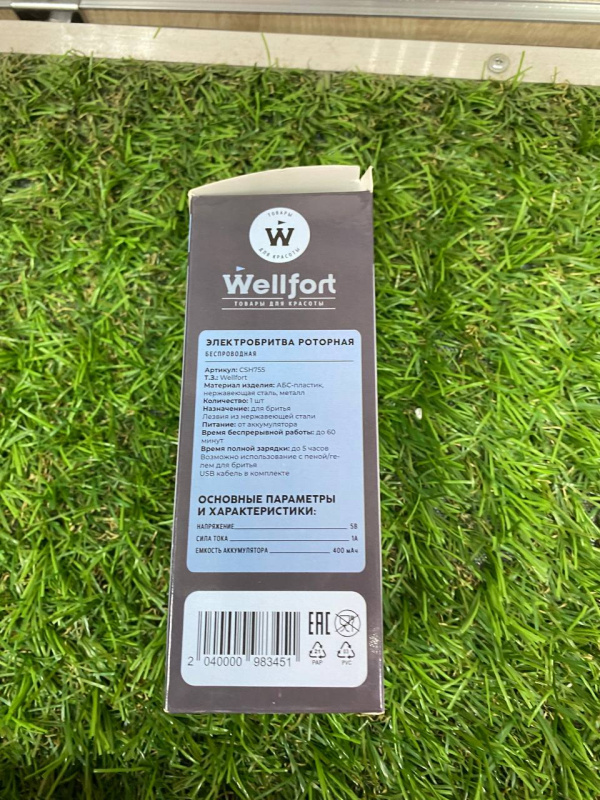 ТОВАРЫ
W
ДЛЯ КРАСОТЫ
Wellfort
ТОВАРЫ ДЛЯ КРАСОТЫ
ЭЛЕКТРОБРИТВА РОТОРНАЯ
БЕСПРОВОДНАЯ
Артикул: CSH755
Т.З.: Wellfort
Материал изделия: АБС-пластик,
нержавеющая сталь, металл
Количество: 1 шт
Назначение: для бритья
Лезвия из нержавеющей стали
Питание: от аккумулятора
Время беспрерывной работы: до 60
минут
Время полной зарядки: до 5 часов
Возможно использование с пеной/ге-
лем для бритья
USB кабель в комплекте
ОСНОВНЫЕ ПАРАМЕТРЫ
И ХАРАКТЕРИСТИКИ:
НАПРЯЖЕНИЕ 5В
СИЛА ТОКА 1А
ЕМКОСТЬ АККУМУЛЯТОРА 400 мАч
EAC
21 PAP
PVC
2 040000 983451